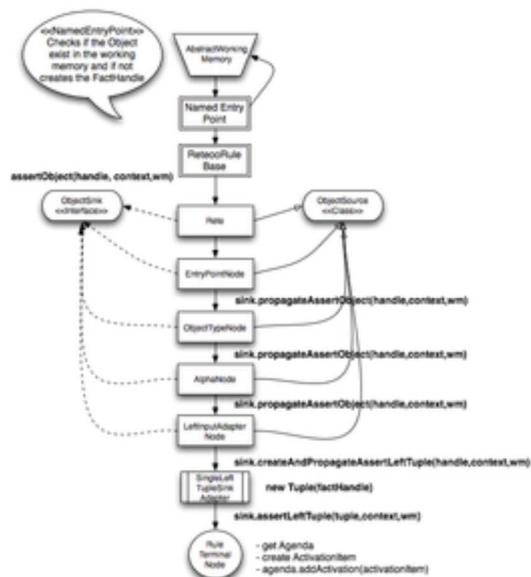 <<NamedEntryPoint>>
Checks if the Object
exist in the working
memory and if not
creates the FactHandle
AbstractWorking
Memory
Named Entry
Point
ReteooRule
Base
assertObject(handle, context,wm)
ObjectSink
<<Interface>>
ObjectSource
<<Class>>
Rete
EntryPointNode
sink.propagateAssertObject(handle,context,wm)
ObjectTypeNode
sink.propagateAssertObject(handle,context,wm)
AlphaNode
sink.propagateAssertObject(handle,context,wm)
LeftInputAdapter
Node
sink.createAndPropagateAssertLeftTuple(handle,context,wm)
SingleLeft
TupleSink
Adapter
new Tuple(factHandle)
sink.assertLeftTuple(tuple,context,wm)
Rule
Terminal
Node
- get Agenda
- create ActivationItem
- agenda.addActivation(activationItem)